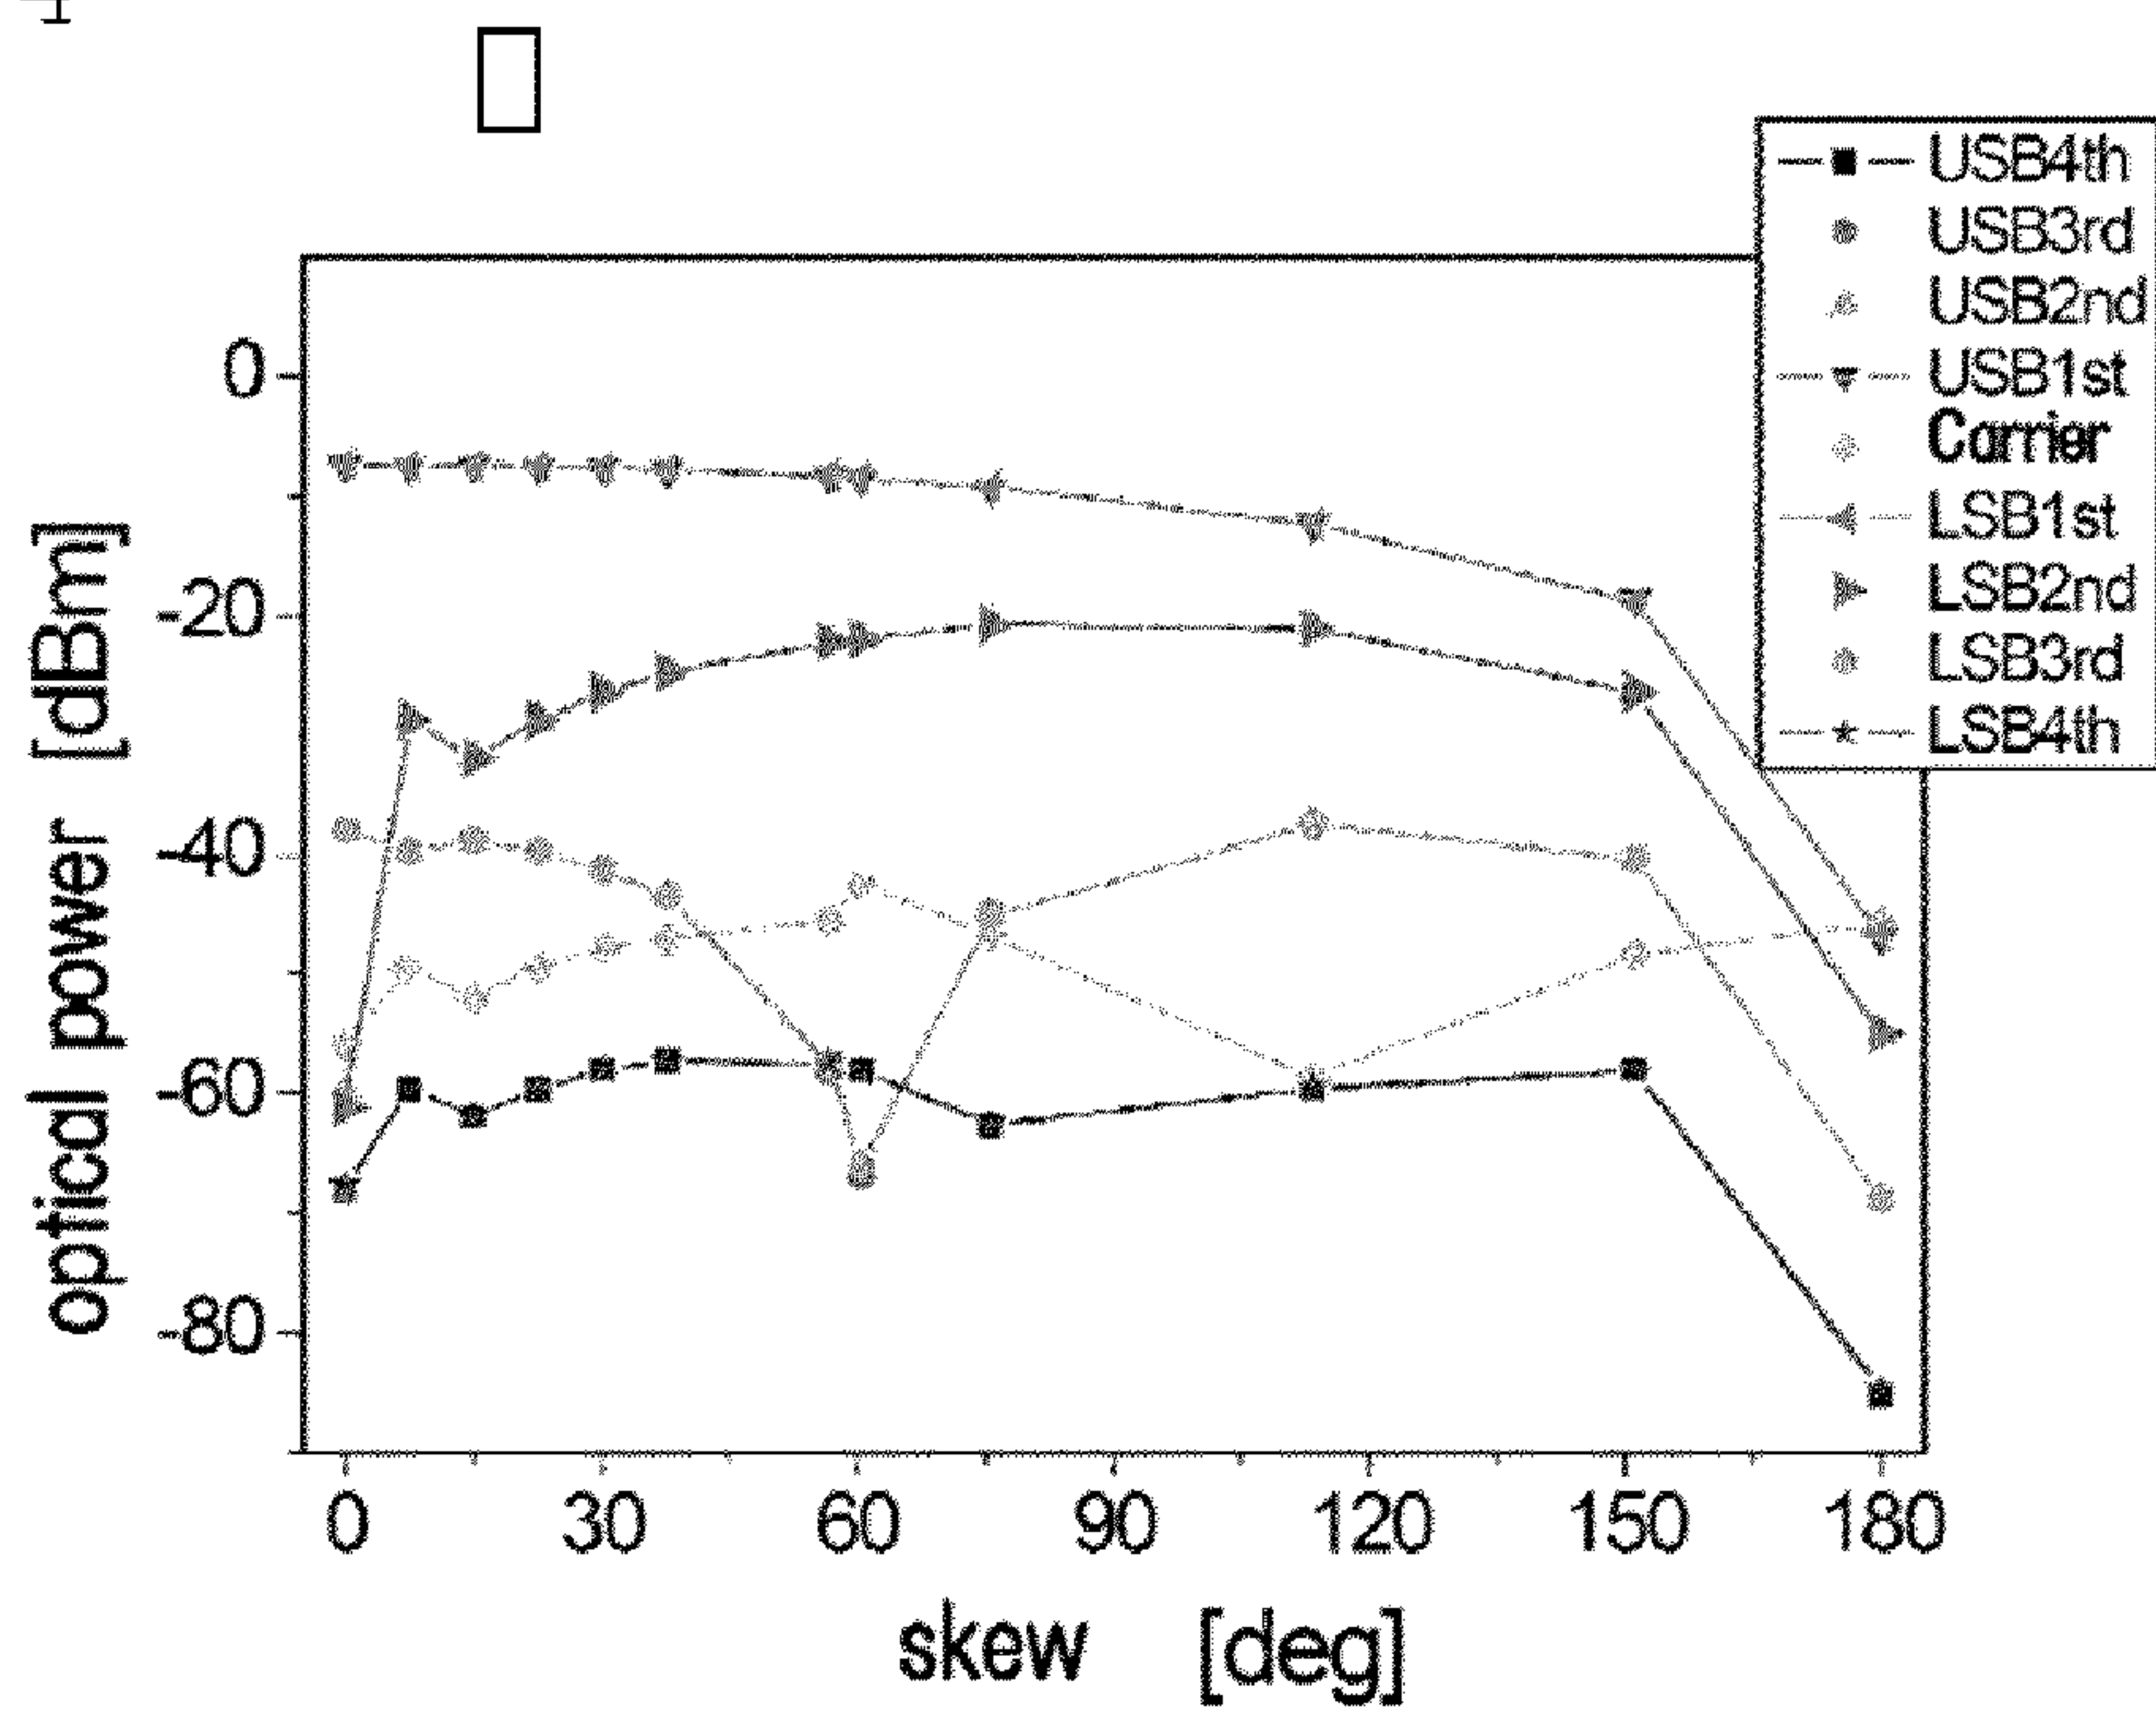 USB4th
USB3rd
USB2nd
USB1st
Carrier
LSB1st
LSB2nd
LSB3rd
LSB4th
0
-20
-40
-60
-80
optical power [dBm]
0 30 60 90 120 150 180
skew [deg]